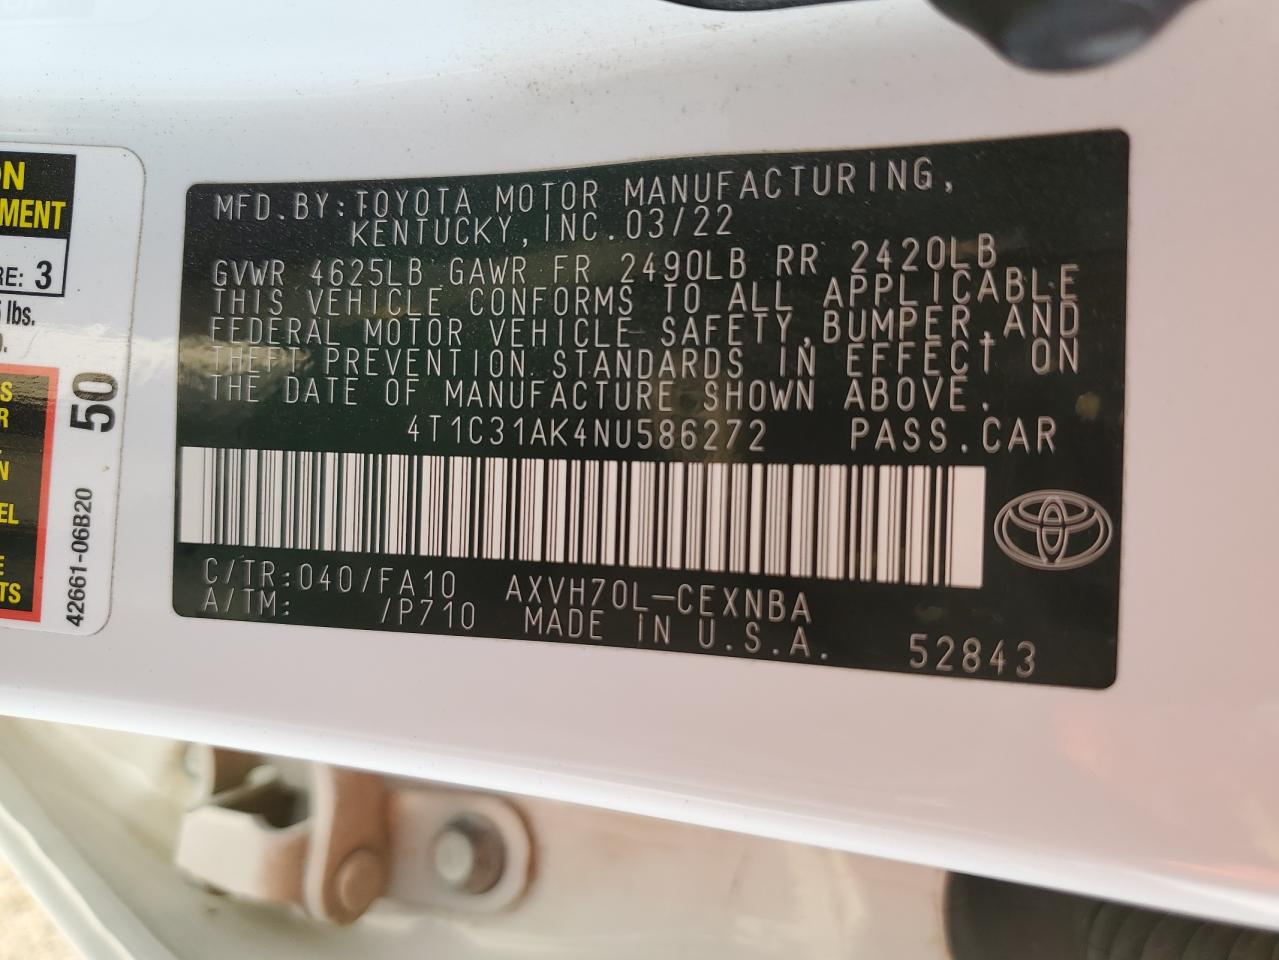 ON
MENT
RE: 3
lbs.
50
42661-06B20
S
R
N
EL
E
TS
MFD.BY:TOYOTA MOTOR MANUFACTURING,
KENTUCKY,INC.03/22
GVWR 4625LB GAWR FR 2490LB RR 2420LB
THIS VEHICLE CONFORMS TO ALL APPLICABLE
FEDERAL MOTOR VEHICLE SAFETY,BUMPER,AND
THEFT PREVENTION STANDARDS IN EFFECT ON
THE DATE OF MANUFACTURE SHOWN ABOVE.
4T1C31AK4NU586272 PASS.CAR
C/TR:040/FA10 AXVH70L-CEXNBA
A/TM: /P710 MADE IN U.S.A. 52843